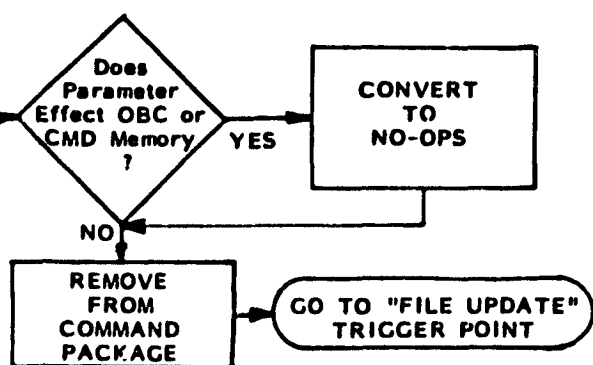 Does
Parameter
Effect OBC or
CMD Memory
?
YES
CONVERT
TO
NO-OPS
NO
REMOVE
FROM
COMMAND
PACKAGE
GO TO "FILE UPDATE"
TRIGGER POINT